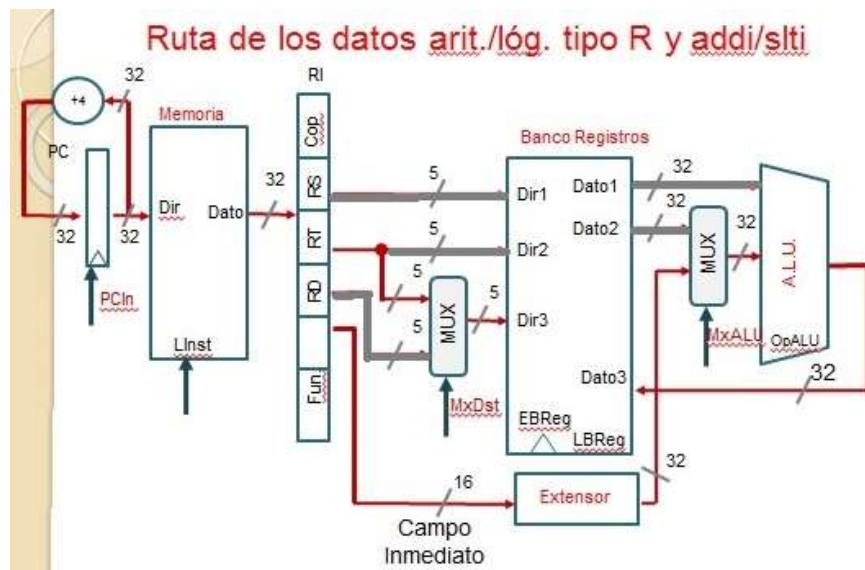 Ruta de los datos arit./lóg. tipo R y addi/slti
32
+4
PC
32
32
PCIn
Memoria
Dir
Dato
LInst
32
RI
Cop
RS
RT
RD
Fun.
5
5
5
5
MUX
5
MxDst
Banco Registros
Dir1
Dir2
Dir3
Dato1
Dato2
Dato3
EBReg
LBReg
32
32
MUX
32
MxALU
A.L.U.
OpALU
32
16
Extensor
32
Campo
Inmediato